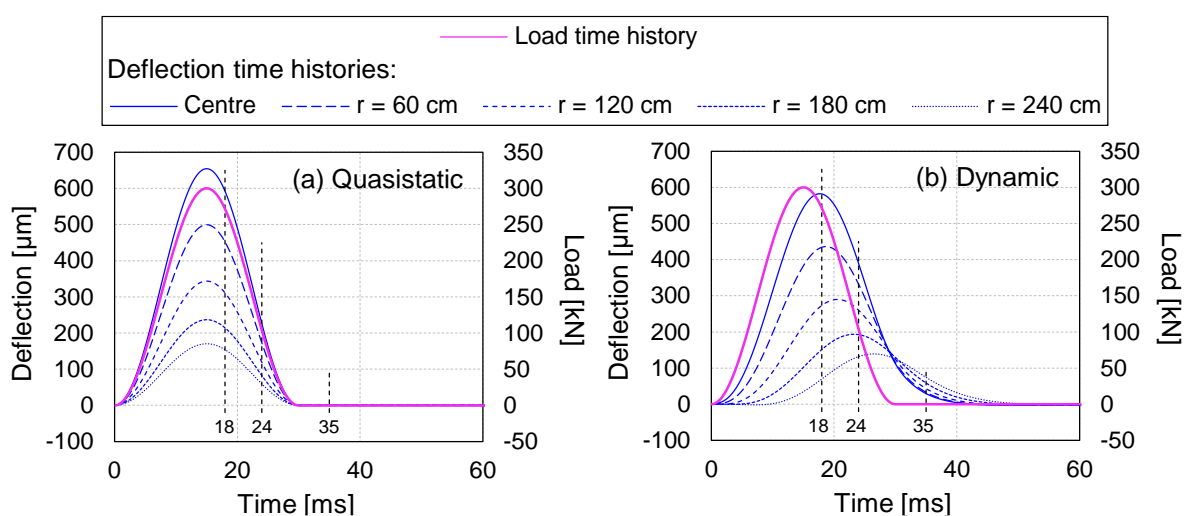 Load time history
Deflection time histories:
Centre r = 60 cm r = 120 cm r = 180 cm r = 240 cm
(a) Quasistatic
Deflection [µm]
700
600
500
400
300
200
100
0
-100
Load [kN]
350
300
250
200
150
100
50
0
-50
18 24 35
0 20 40 60
Time [ms]
(b) Dynamic
Deflection [µm]
700
600
500
400
300
200
100
0
-100
Load [kN]
350
300
250
200
150
100
50
0
-50
18 24 35
0 20 40 60
Time [ms]